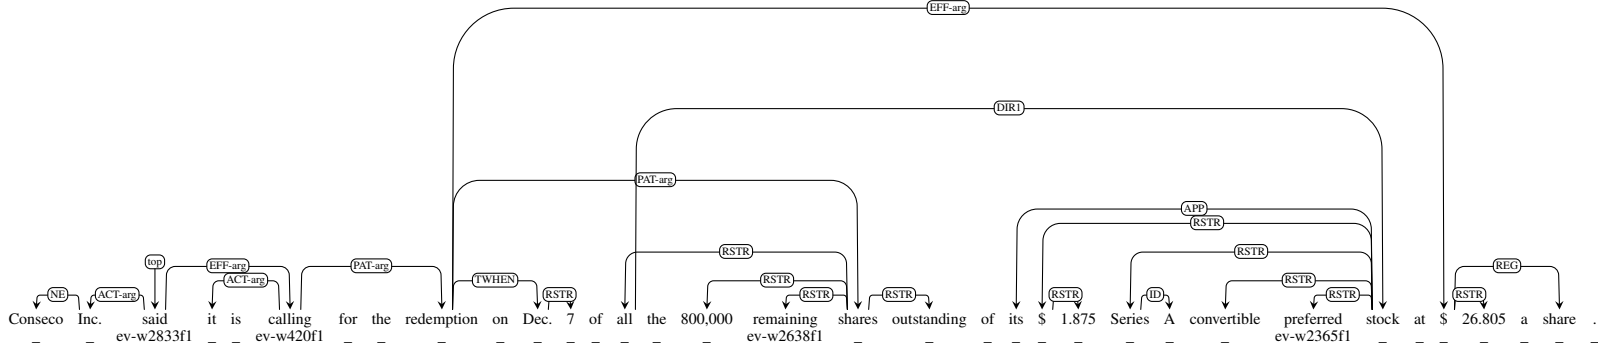 EFF-arg
DIR1
PAT-arg
APP
RSTR
RSTR RSTR
top EFF-arg PAT-arg REG
ACT-arg TWHEN RSTR RSTR
NE ACT-arg RSTR RSTR RSTR RSTR ID RSTR RSTR
Conseco Inc. said it is calling for the redemption on Dec. 7 of all the 800,000 remaining shares outstanding of its $ 1.875 Series A convertible preferred stock at $ 26.805 a share .
_ _ ev-w2833f1 _ _ ev-w420f1 _ _ _ _ _ _ _ _ _ _ ev-w2638f1 _ _ _ _ _ _ _ _ _ ev-w2365f1 _ _ _ _ _ _ _